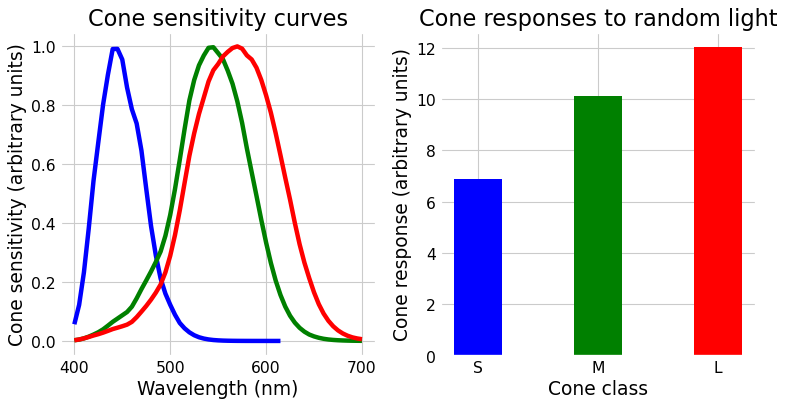 Cone sensitivity curves
Cone sensitivity (arbitrary units)
1.0
0.8
0.6
0.4
0.2
0.0
400
500
600
700
Wavelength (nm)
Cone responses to random light
Cone response (arbitrary units)
12
10
8
6
4
2
0
S
M
L
Cone class